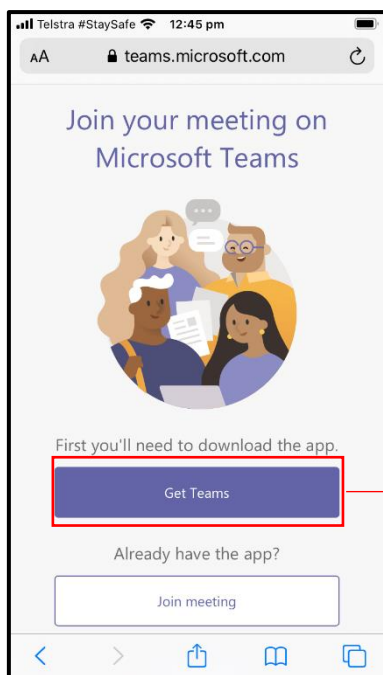 Telstra #StaySafe 12:45 pm
AA teams.microsoft.com
Join your meeting on
Microsoft Teams
First you'll need to download the app.
Get Teams
Already have the app?
Join meeting